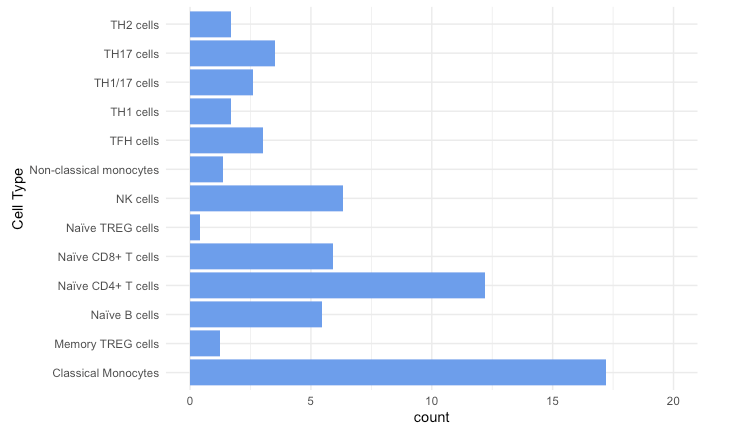 TH2 cells
TH17 cells
TH1/17 cells
TH1 cells
TFH cells
Non-classical monocytes
NK cells
Naïve TREG cells
Naïve CD8+ T cells
Naïve CD4+ T cells
Naïve B cells
Memory TREG cells
Classical Monocytes
Cell Type
0 5 10 15 20
count